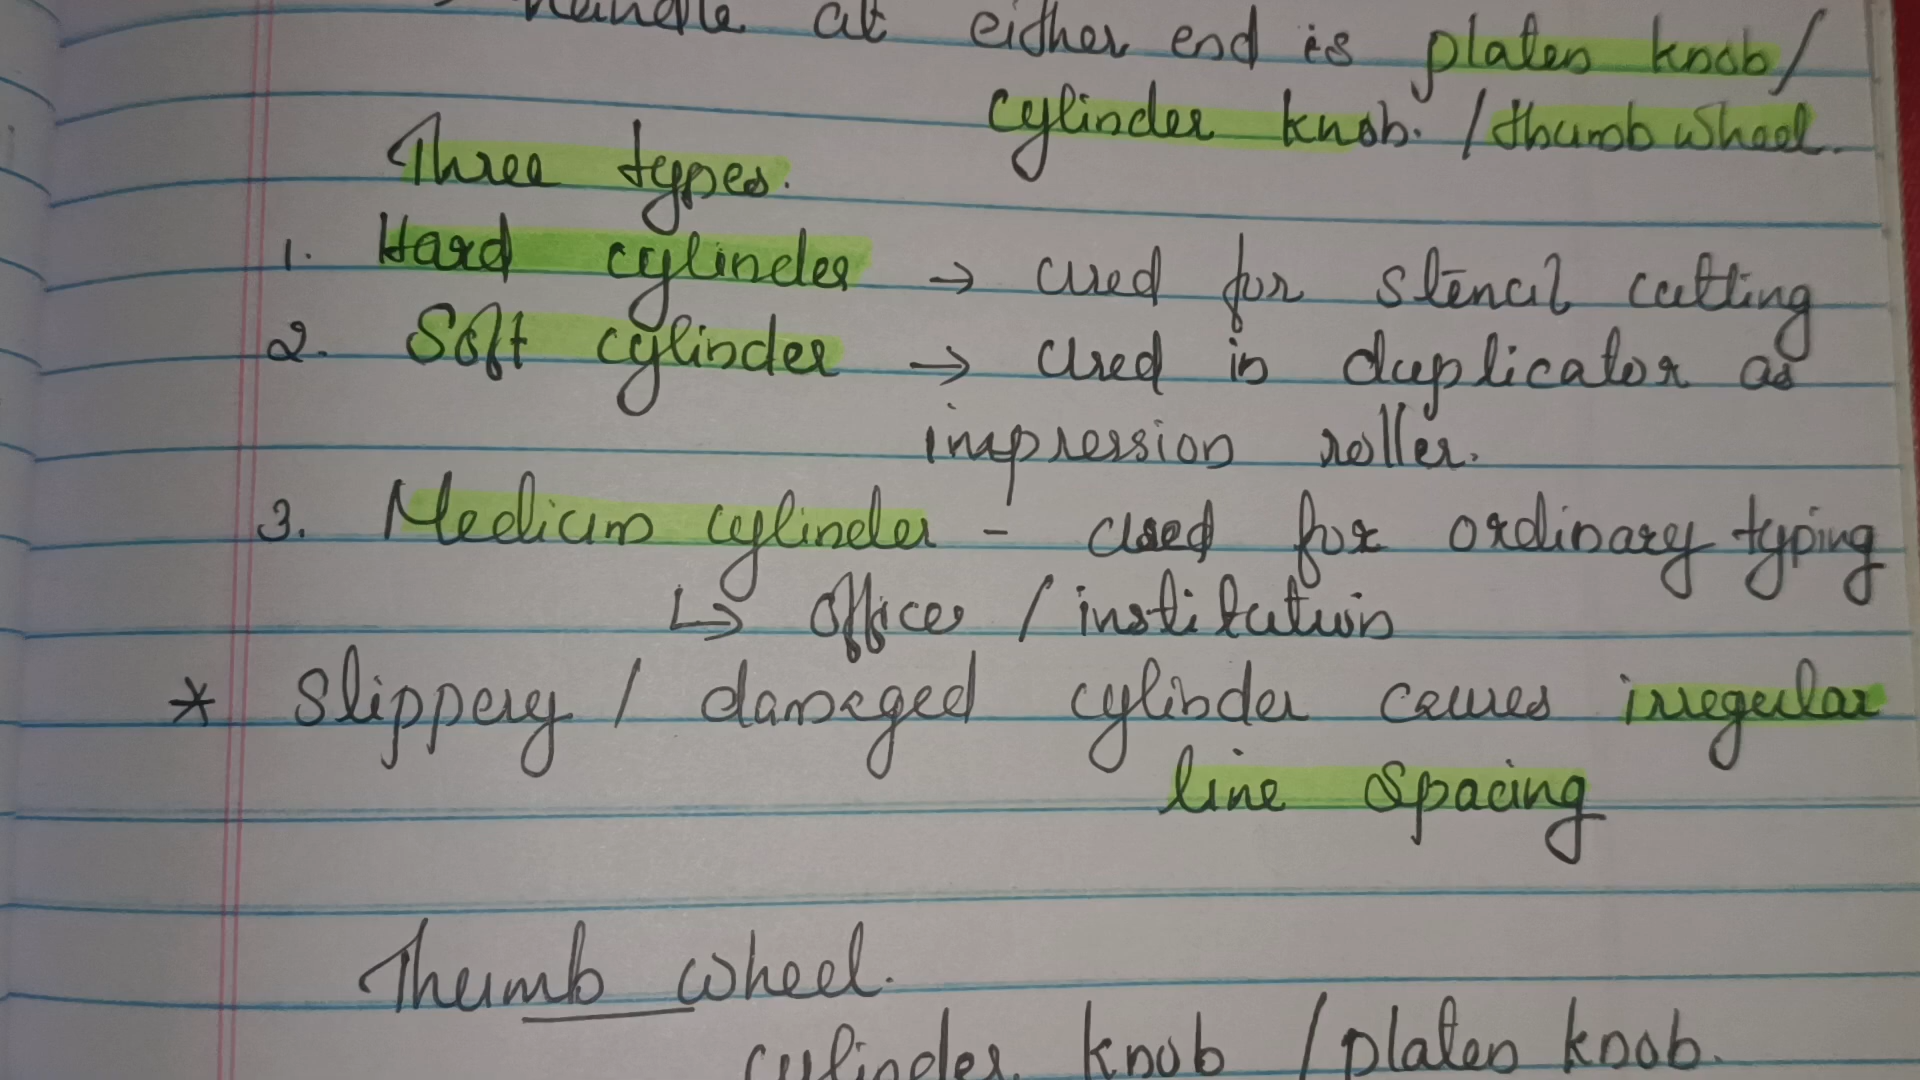 Handle at either end is platen knob/
cylinder knob. / thumb wheel.
Three types.
1. Hard cylinder → used for stencil cutting
2. Soft cylinder → used in duplicator as
impression roller.
3. Medium cylinder - used for ordinary typing
↳ offices / institution
* Slippery / damaged cylinder causes irregular
line spacing
Thumb wheel.
cylinder knob / platen knob.